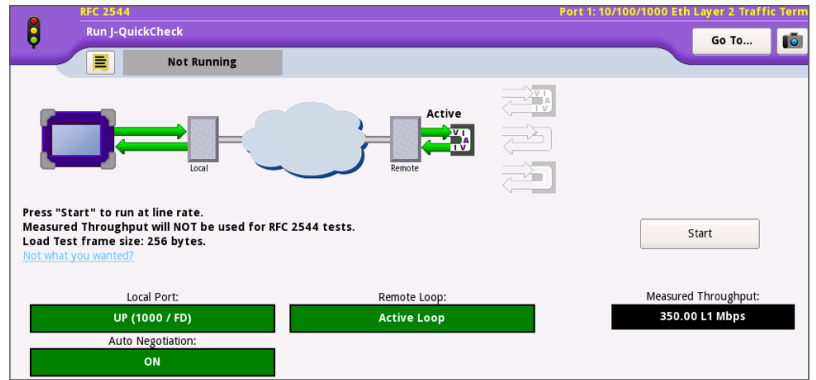 RFC 2544
Port 1: 10/100/1000 Eth Layer 2 Traffic Term
Run J-QuickCheck
Go To...
Not Running
Active
VIAVI
Local
Remote
Press "Start" to run at line rate.
Measured Throughput will NOT be used for RFC 2544 tests.
Load Test frame size: 256 bytes.
Not what you wanted?
Start
Local Port:
Remote Loop:
Measured Throughput:
UP (1000 / FD)
Active Loop
350.00 L1 Mbps
Auto Negotiation:
ON